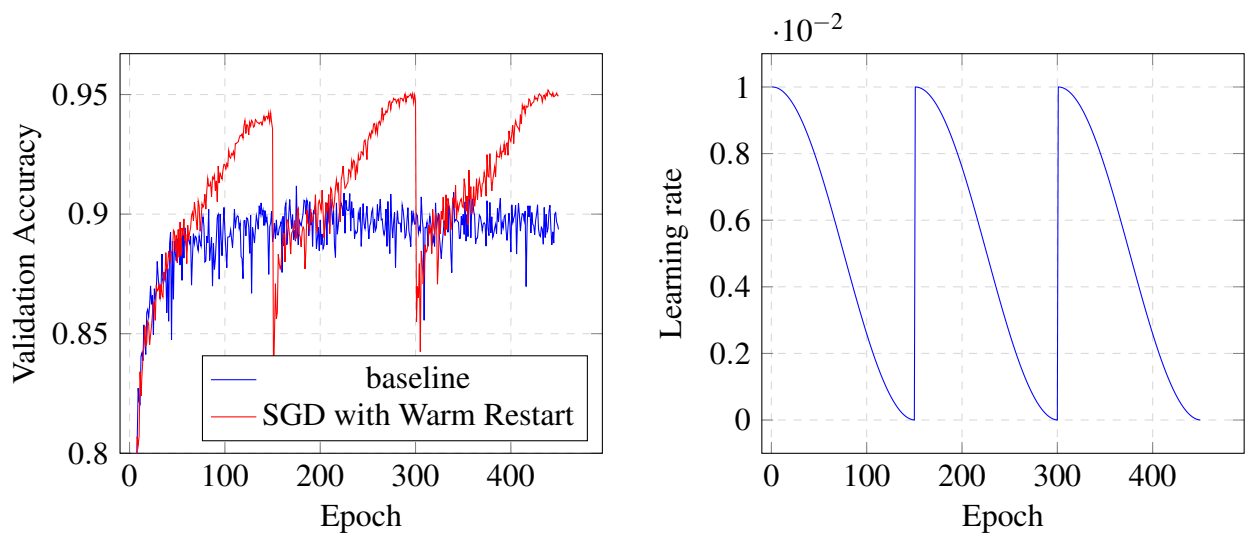 0.8
0.85
0.9
0.95
0 100 200 300 400
Epoch
Validation Accuracy
baseline
SGD with Warm Restart
·10⁻²
0
0.2
0.4
0.6
0.8
1
0 100 200 300 400
Epoch
Learning rate